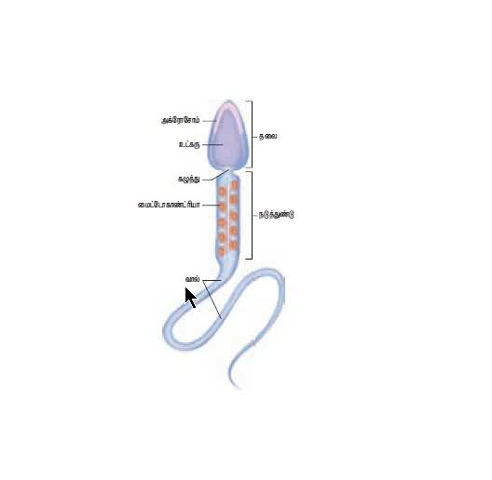 அக்ரோசோம்
தலை
உட்கரு
கழுத்து
மைட்டோகாண்ட்ரியா
நடுத்துண்டு
வால்